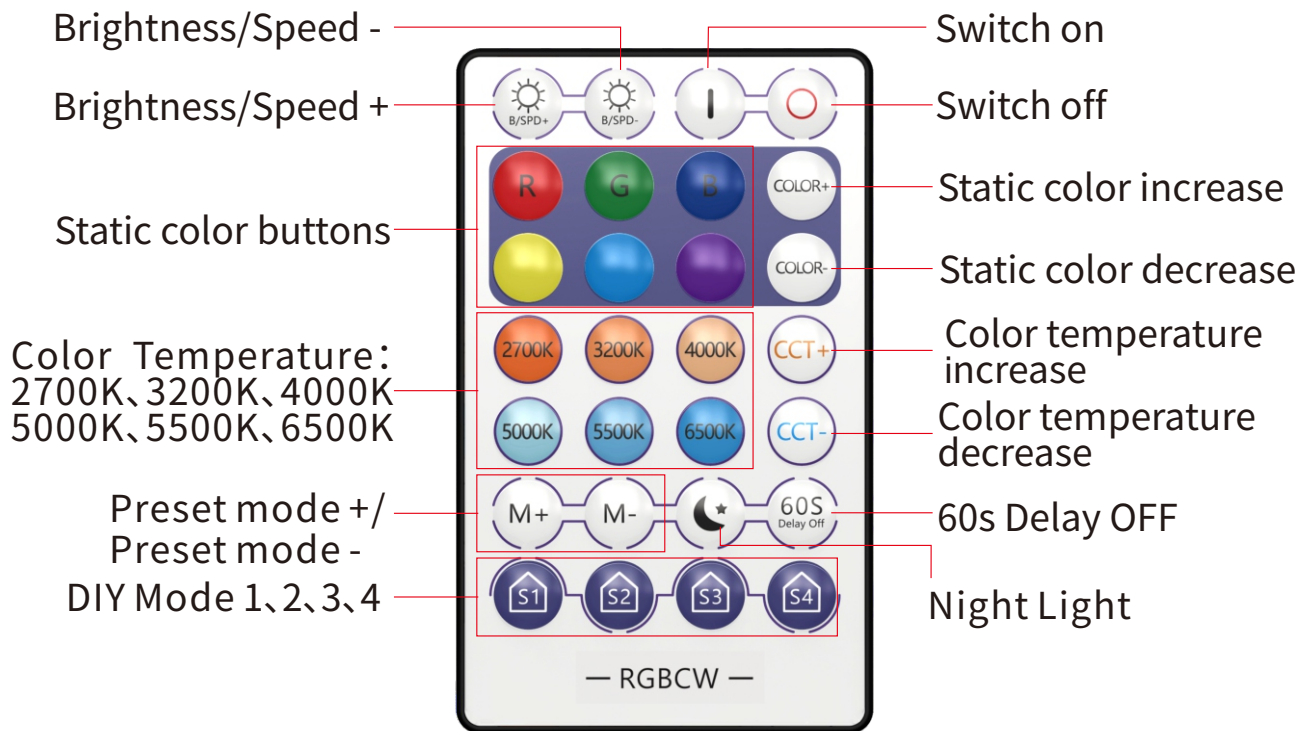 Brightness/Speed -
Switch on
Brightness/Speed +
Switch off
B/SPD+
B/SPD-
R
G
B
COLOR+
Static color increase
Static color buttons
COLOR-
Static color decrease
2700K
3200K
4000K
CCT+
Color temperature
increase
Color Temperature：
2700K、3200K、4000K
5000K、5500K、6500K
5000K
5500K
6500K
CCT-
Color temperature
decrease
Preset mode +/
Preset mode -
M+
M-
60S
Delay Off
60s Delay OFF
DIY Mode 1、2、3、4
S1
S2
S3
S4
Night Light
— RGBCW —